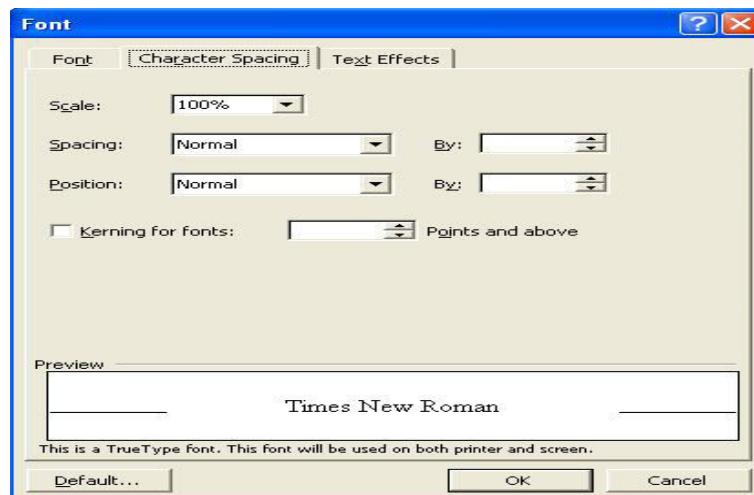 Font
Font Character Spacing Text Effects
Scale: 100%
Spacing: Normal By:
Position: Normal By:
Kerning for fonts: Points and above
Preview
Times New Roman
This is a TrueType font. This font will be used on both printer and screen.
Default... OK Cancel